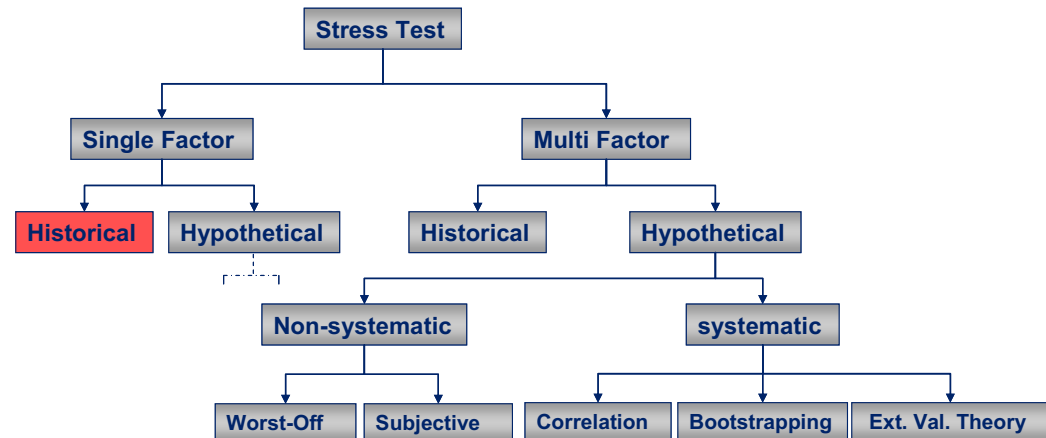 Stress Test
Single Factor
Multi Factor
Historical
Hypothetical
Historical
Hypothetical
Non-systematic
systematic
Worst-Off
Subjective
Correlation
Bootstrapping
Ext. Val. Theory